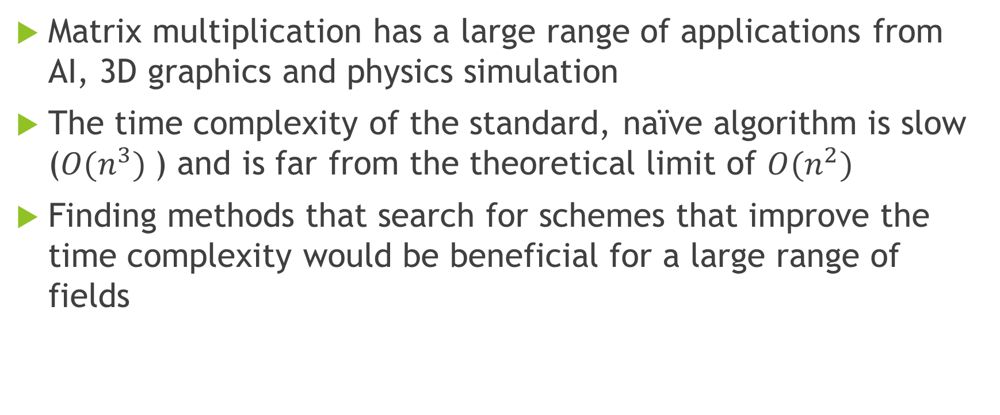 Matrix multiplication has a large range of applications from
AI, 3D graphics and physics simulation
The time complexity of the standard, naïve algorithm is slow
(O(n³) ) and is far from the theoretical limit of O(n²)
Finding methods that search for schemes that improve the
time complexity would be beneficial for a large range of
fields